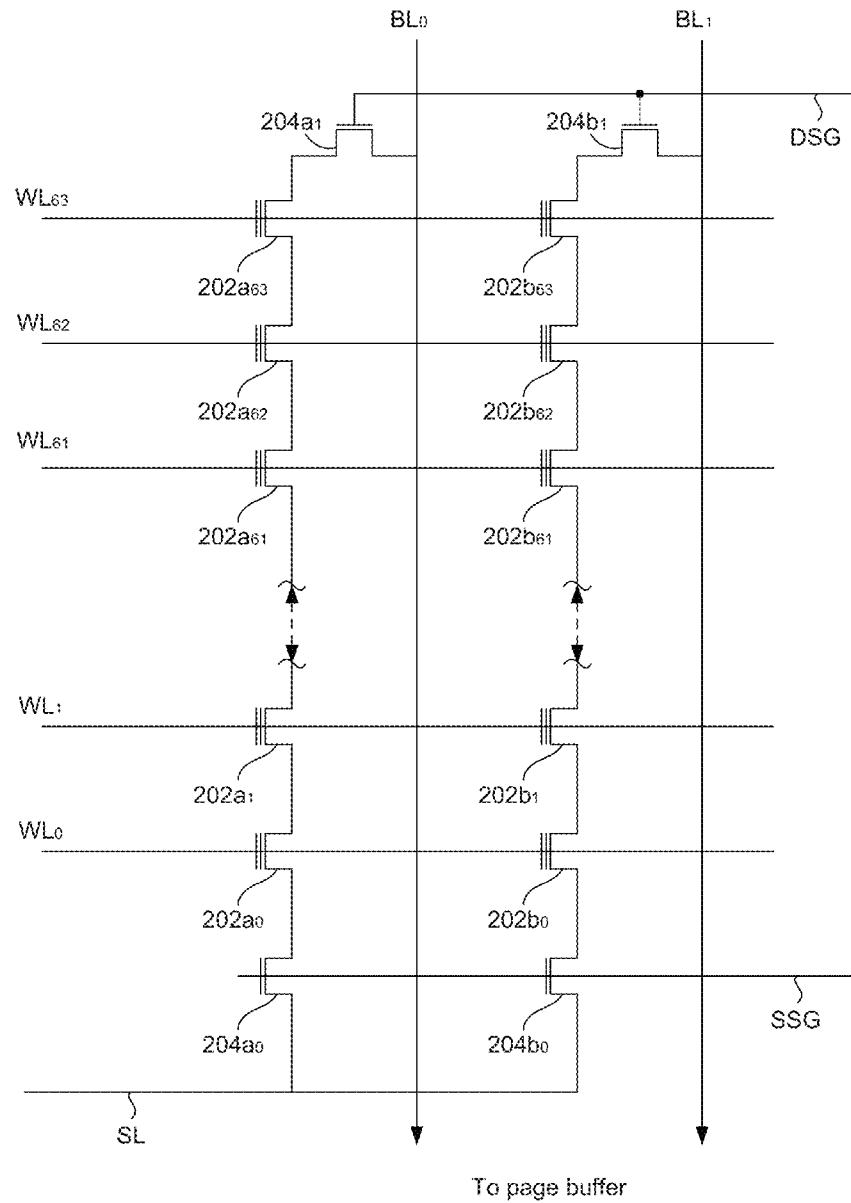 BL₀ BL₁
204a₁ 204b₁
DSG
WL₆₃
202a₆₃ 202b₆₃
WL₆₂
202a₆₂ 202b₆₂
WL₆₁
202a₆₁ 202b₆₁
WL₁
202a₁ 202b₁
WL₀
202a₀ 202b₀
SSG
204a₀ 204b₀
SL
To page buffer